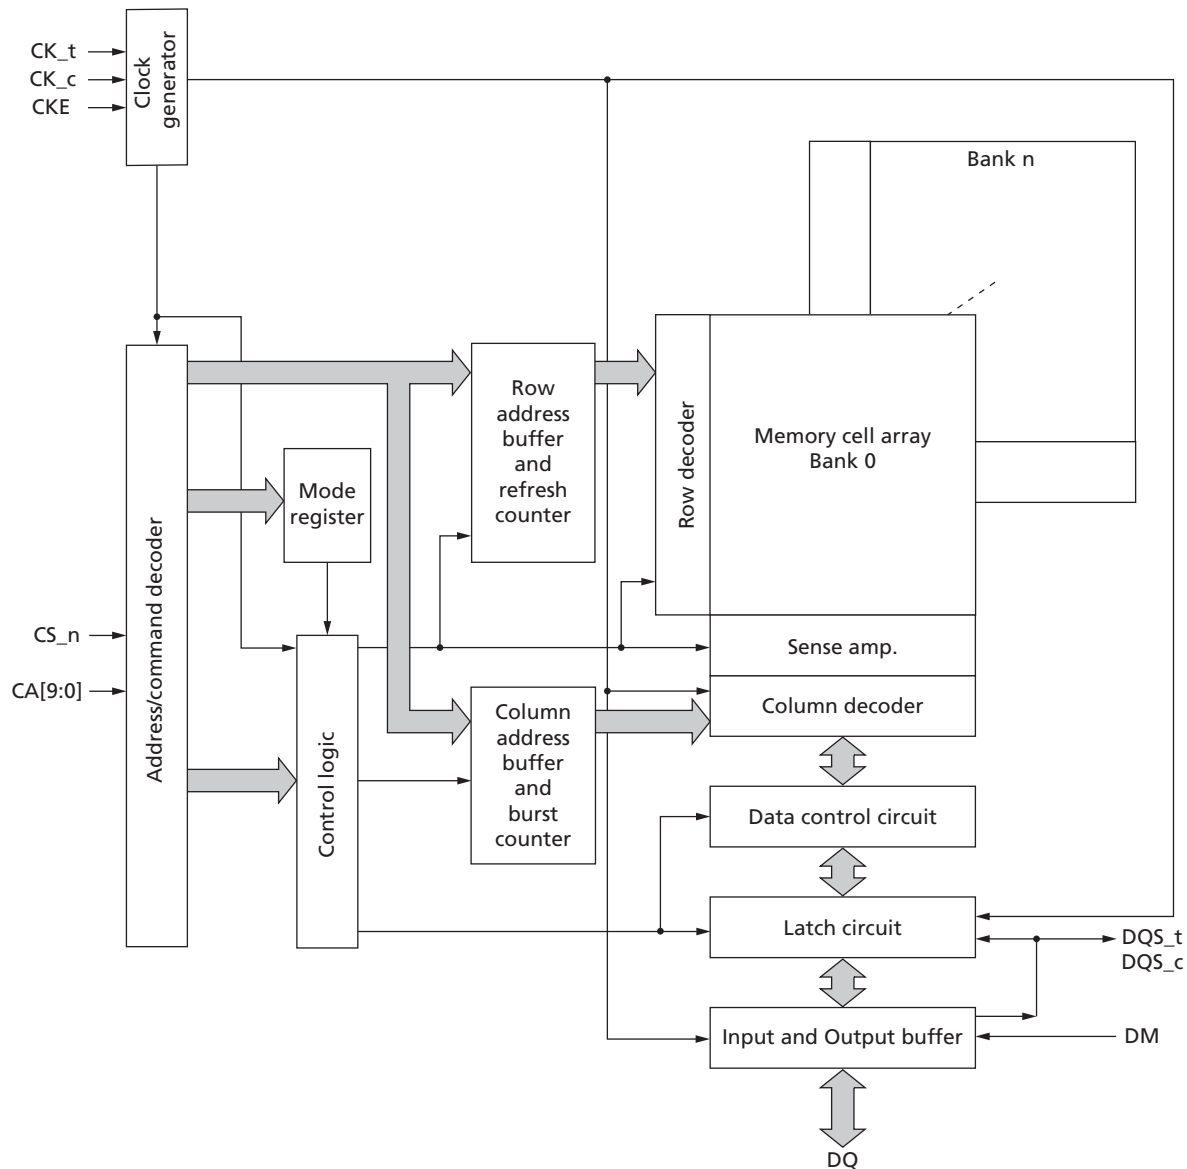 CK_t
CK_c
CKE
Clock
generator
Bank n
Row
address
buffer
and
refresh
counter
Row decoder
Memory cell array
Bank 0
Mode
register
Address/command decoder
CS_n
CA[9:0]
Sense amp.
Column decoder
Control logic
Column
address
buffer
and
burst
counter
Data control circuit
Latch circuit
DQS_t
DQS_c
Input and Output buffer
DM
DQ